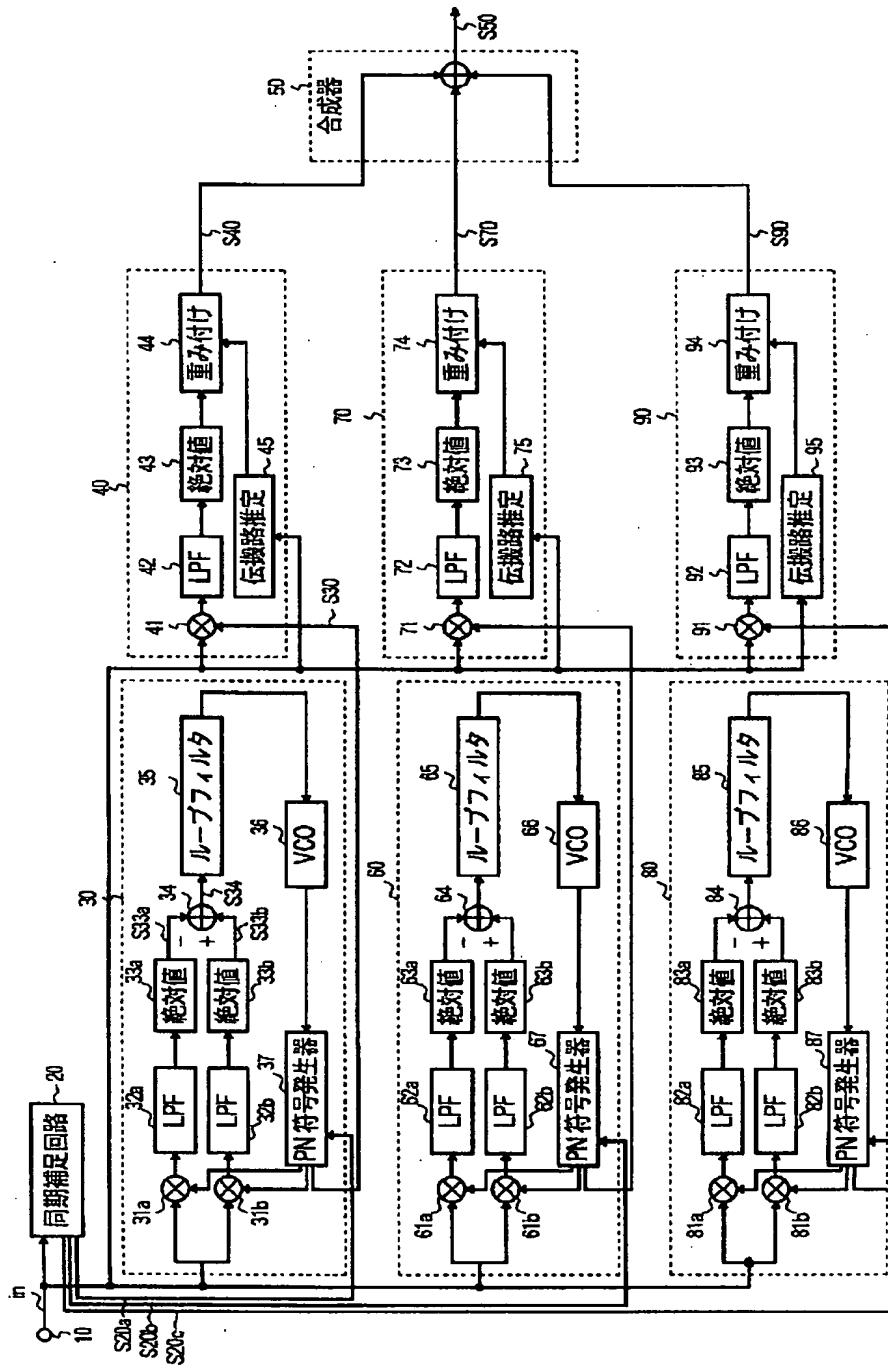 in
10
20
同期補足回路
S20a
S20b
S20c
30
31a
31b
32a
LPF
32b
LPF
33a
絶対値
33b
絶対値
S33a
S33b
−
+
34
S34
35
ループフィルタ
36
VCO
37
PN符号発生器
S30
40
41
42
LPF
43
絶対値
44
重み付け
45
伝搬路推定
S40
50
合成器
S50
60
61a
61b
62a
LPF
62b
LPF
63a
絶対値
63b
絶対値
−
+
64
65
ループフィルタ
66
VCO
67
PN符号発生器
70
71
72
LPF
73
絶対値
74
重み付け
75
伝搬路推定
S70
80
81a
81b
82a
LPF
82b
LPF
83a
絶対値
83b
絶対値
−
+
84
85
ループフィルタ
86
VCO
87
PN符号発生器
90
91
92
LPF
93
絶対値
94
重み付け
95
伝搬路推定
S90